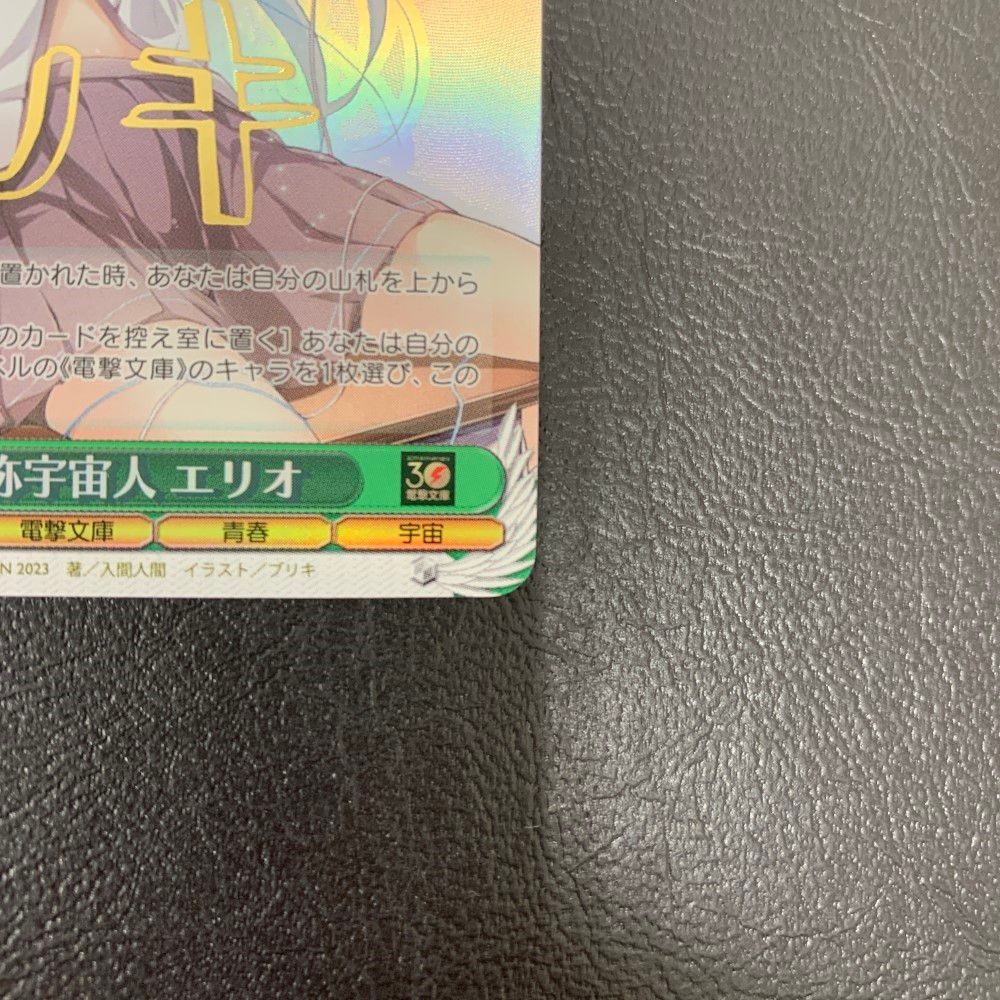 リキ
置かれた時、あなたは自分の山札を上から
のカードを控え室に置く］ あなたは自分の
ベルの《電撃文庫》のキャラを1枚選び、この
宇宙人 エリオ
30
電撃文庫
電撃文庫 青春 宇宙
N 2023 著／入間人間 イラスト／ブリキ